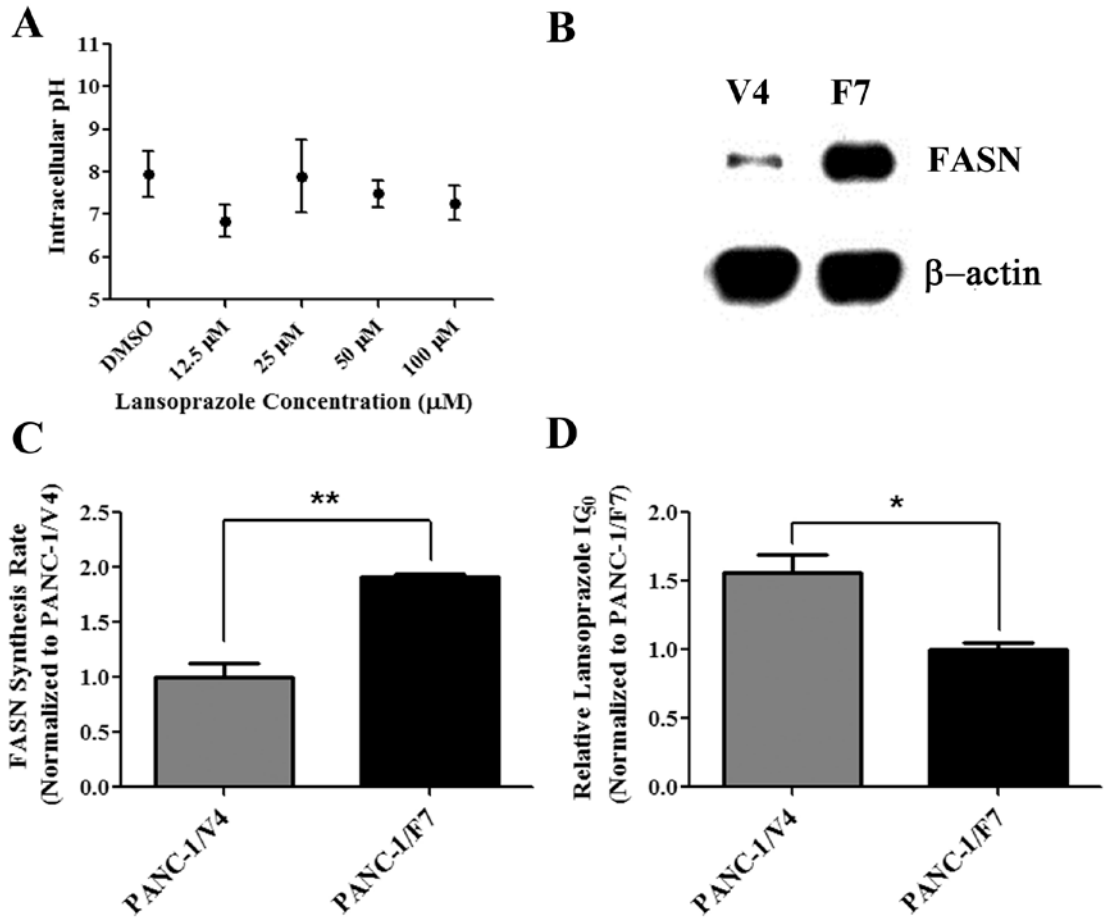 A
Intracellular pH
11
10
9
8
7
6
5
DMSO
12.5 μM
25 μM
50 μM
100 μM
Lansoprazole Concentration (μM)
B
V4 F7
FASN
β–actin
C
FASN Synthesis Rate
(Normalized to PANC-1/V4)
2.5
2.0
1.5
1.0
0.5
0.0
**
PANC-1/V4
PANC-1/F7
D
Relative Lansoprazole IC50
(Normalized to PANC-1/F7)
2.0
1.5
1.0
0.5
0.0
*
PANC-1/V4
PANC-1/F7